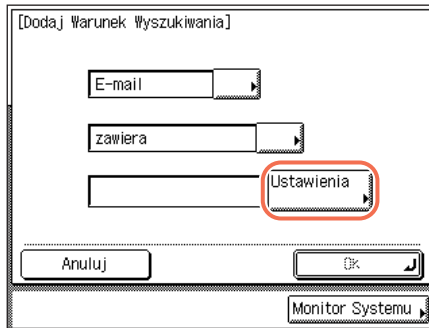 [Dodaj Warunek Wyszukiwania]
E-mail
zawiera
Ustawienia
Anuluj
OK
Monitor Systemu